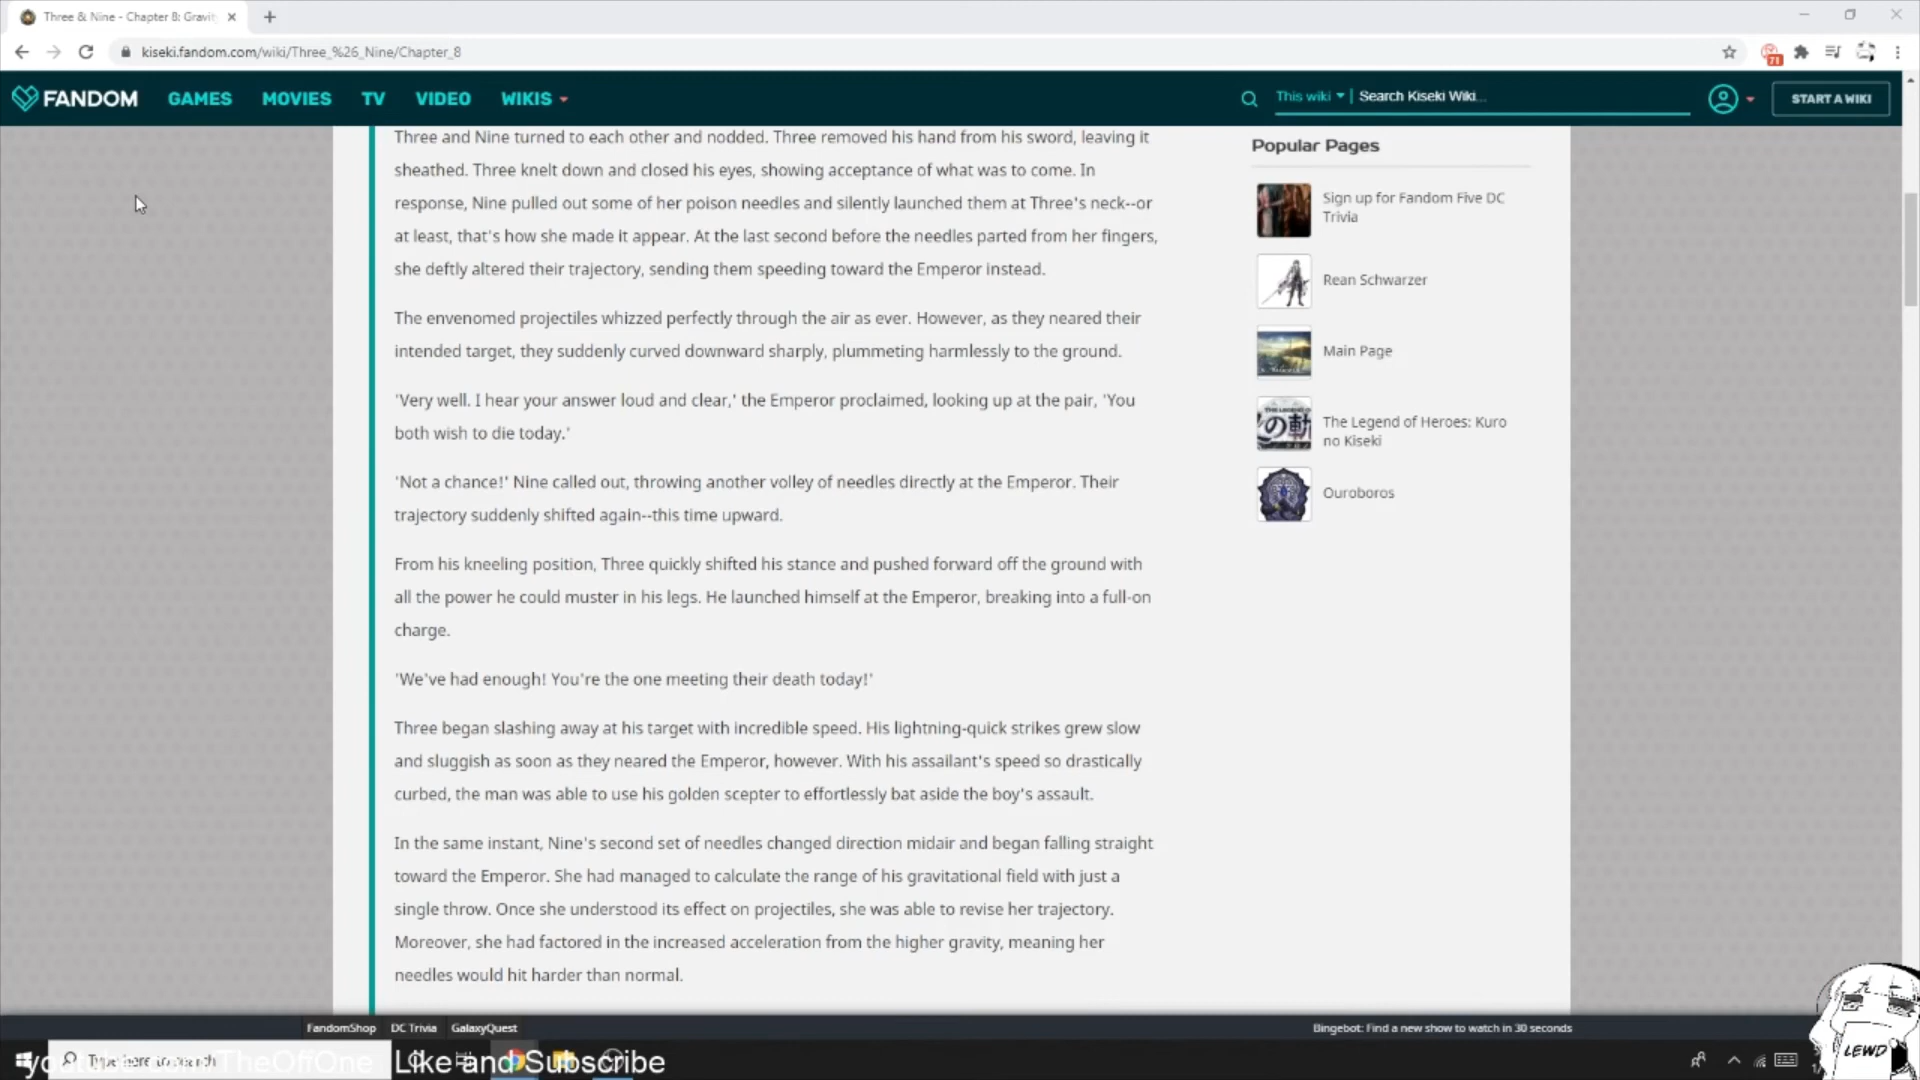 Three & Nine - Chapter 8: Gravit
kiseki.fandom.com/wiki/Three_%26_Nine/Chapter_8
71
FANDOM GAMES MOVIES TV VIDEO WIKIS This wiki Search Kiseki Wiki... START A WIKI
Three and Nine turned to each other and nodded. Three removed his hand from his sword, leaving it
sheathed. Three knelt down and closed his eyes, showing acceptance of what was to come. In
response, Nine pulled out some of her poison needles and silently launched them at Three's neck--or
at least, that's how she made it appear. At the last second before the needles parted from her fingers,
she deftly altered their trajectory, sending them speeding toward the Emperor instead.
The envenomed projectiles whizzed perfectly through the air as ever. However, as they neared their
intended target, they suddenly curved downward sharply, plummeting harmlessly to the ground.
'Very well. I hear your answer loud and clear,' the Emperor proclaimed, looking up at the pair, 'You
both wish to die today.'
'Not a chance!' Nine called out, throwing another volley of needles directly at the Emperor. Their
trajectory suddenly shifted again--this time upward.
From his kneeling position, Three quickly shifted his stance and pushed forward off the ground with
all the power he could muster in his legs. He launched himself at the Emperor, breaking into a full-on
charge.
'We've had enough! You're the one meeting their death today!'
Three began slashing away at his target with incredible speed. His lightning-quick strikes grew slow
and sluggish as soon as they neared the Emperor, however. With his assailant's speed so drastically
curbed, the man was able to use his golden scepter to effortlessly bat aside the boy's assault.
In the same instant, Nine's second set of needles changed direction midair and began falling straight
toward the Emperor. She had managed to calculate the range of his gravitational field with just a
single throw. Once she understood its effect on projectiles, she was able to revise her trajectory.
Moreover, she had factored in the increased acceleration from the higher gravity, meaning her
needles would hit harder than normal.
Popular Pages
Sign up for Fandom Five DC
Trivia
Rean Schwarzer
Main Page
The Legend of Heroes: Kuro
no Kiseki
Ouroboros
FandomShop DC Trivia GalaxyQuest Bingebot: Find a new show to watch in 30 seconds
Type here to search
youtube.com/TheOffOne Like and Subscribe
LEWD